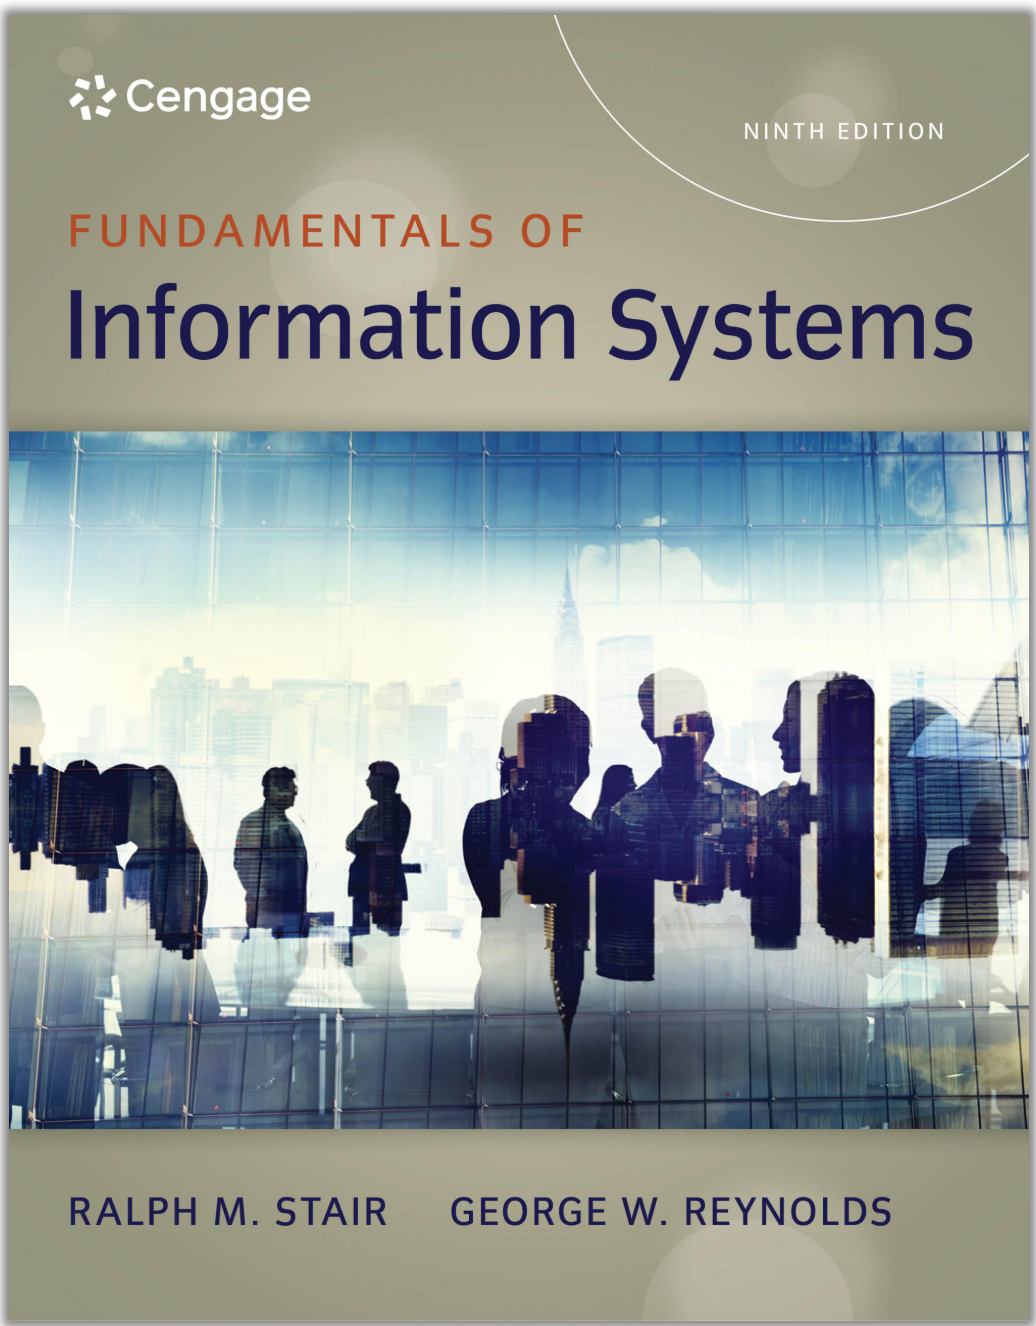 Cengage
NINTH EDITION
FUNDAMENTALS OF
Information Systems
RALPH M. STAIR GEORGE W. REYNOLDS